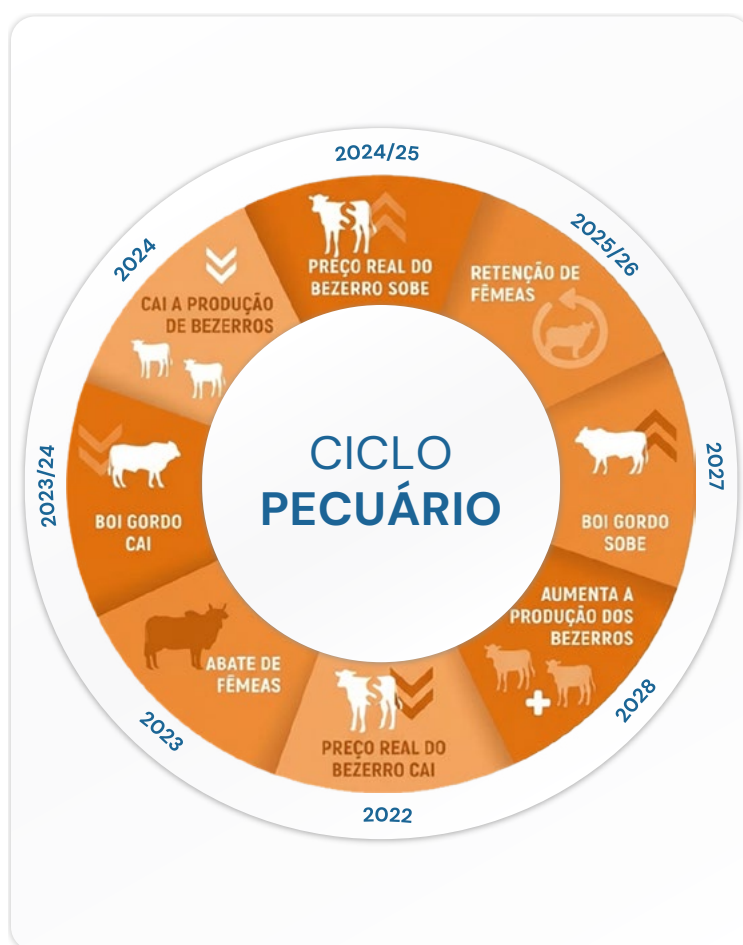 2024/25
PREÇO REAL DO
BEZERRO SOBE
2025/26
RETENÇÃO DE
FÊMEAS
2027
BOI GORDO
SOBE
2028
AUMENTA A
PRODUÇÃO DOS
BEZERROS
2022
PREÇO REAL DO
BEZERRO CAI
2023
ABATE DE
FÊMEAS
2023/24
BOI GORDO
CAI
2024
CAI A PRODUÇÃO
DE BEZERROS
CICLO
PECUÁRIO